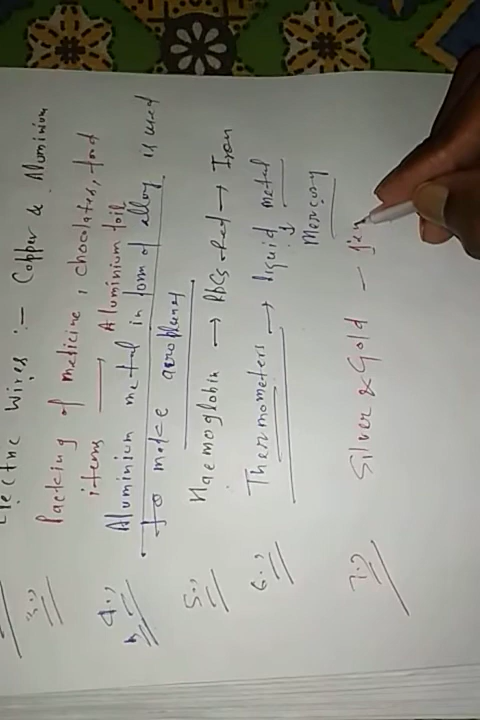 Electric Wires :- Copper & Aluminium
3.) Packing of medicine, chocolates, food
items → Aluminium foil
4.) Aluminium metal in form of alloy is used
to make aeroplanes
5.) Haemoglobin → RBCs → Red → Iron
6.) Thermometers → liquid metal
↓
Mercury
7.) Silver & Gold - jew